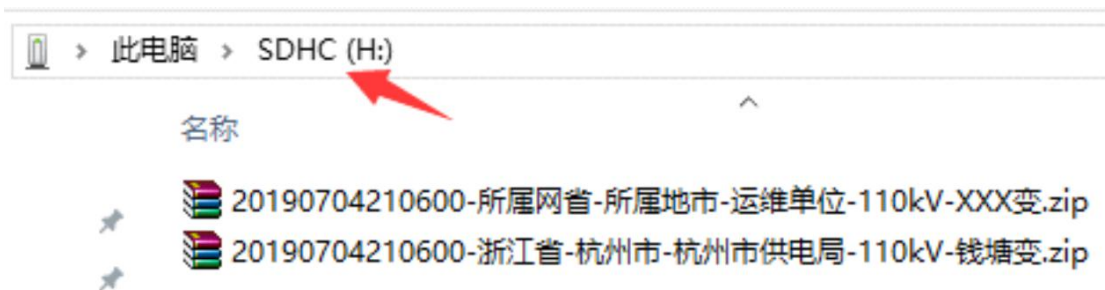 此电脑 > SDHC (H:)
名称
20190704210600-所属网省-所属地市-运维单位-110kV-XXX变.zip
20190704210600-浙江省-杭州市-杭州市供电局-110kV-钱塘变.zip